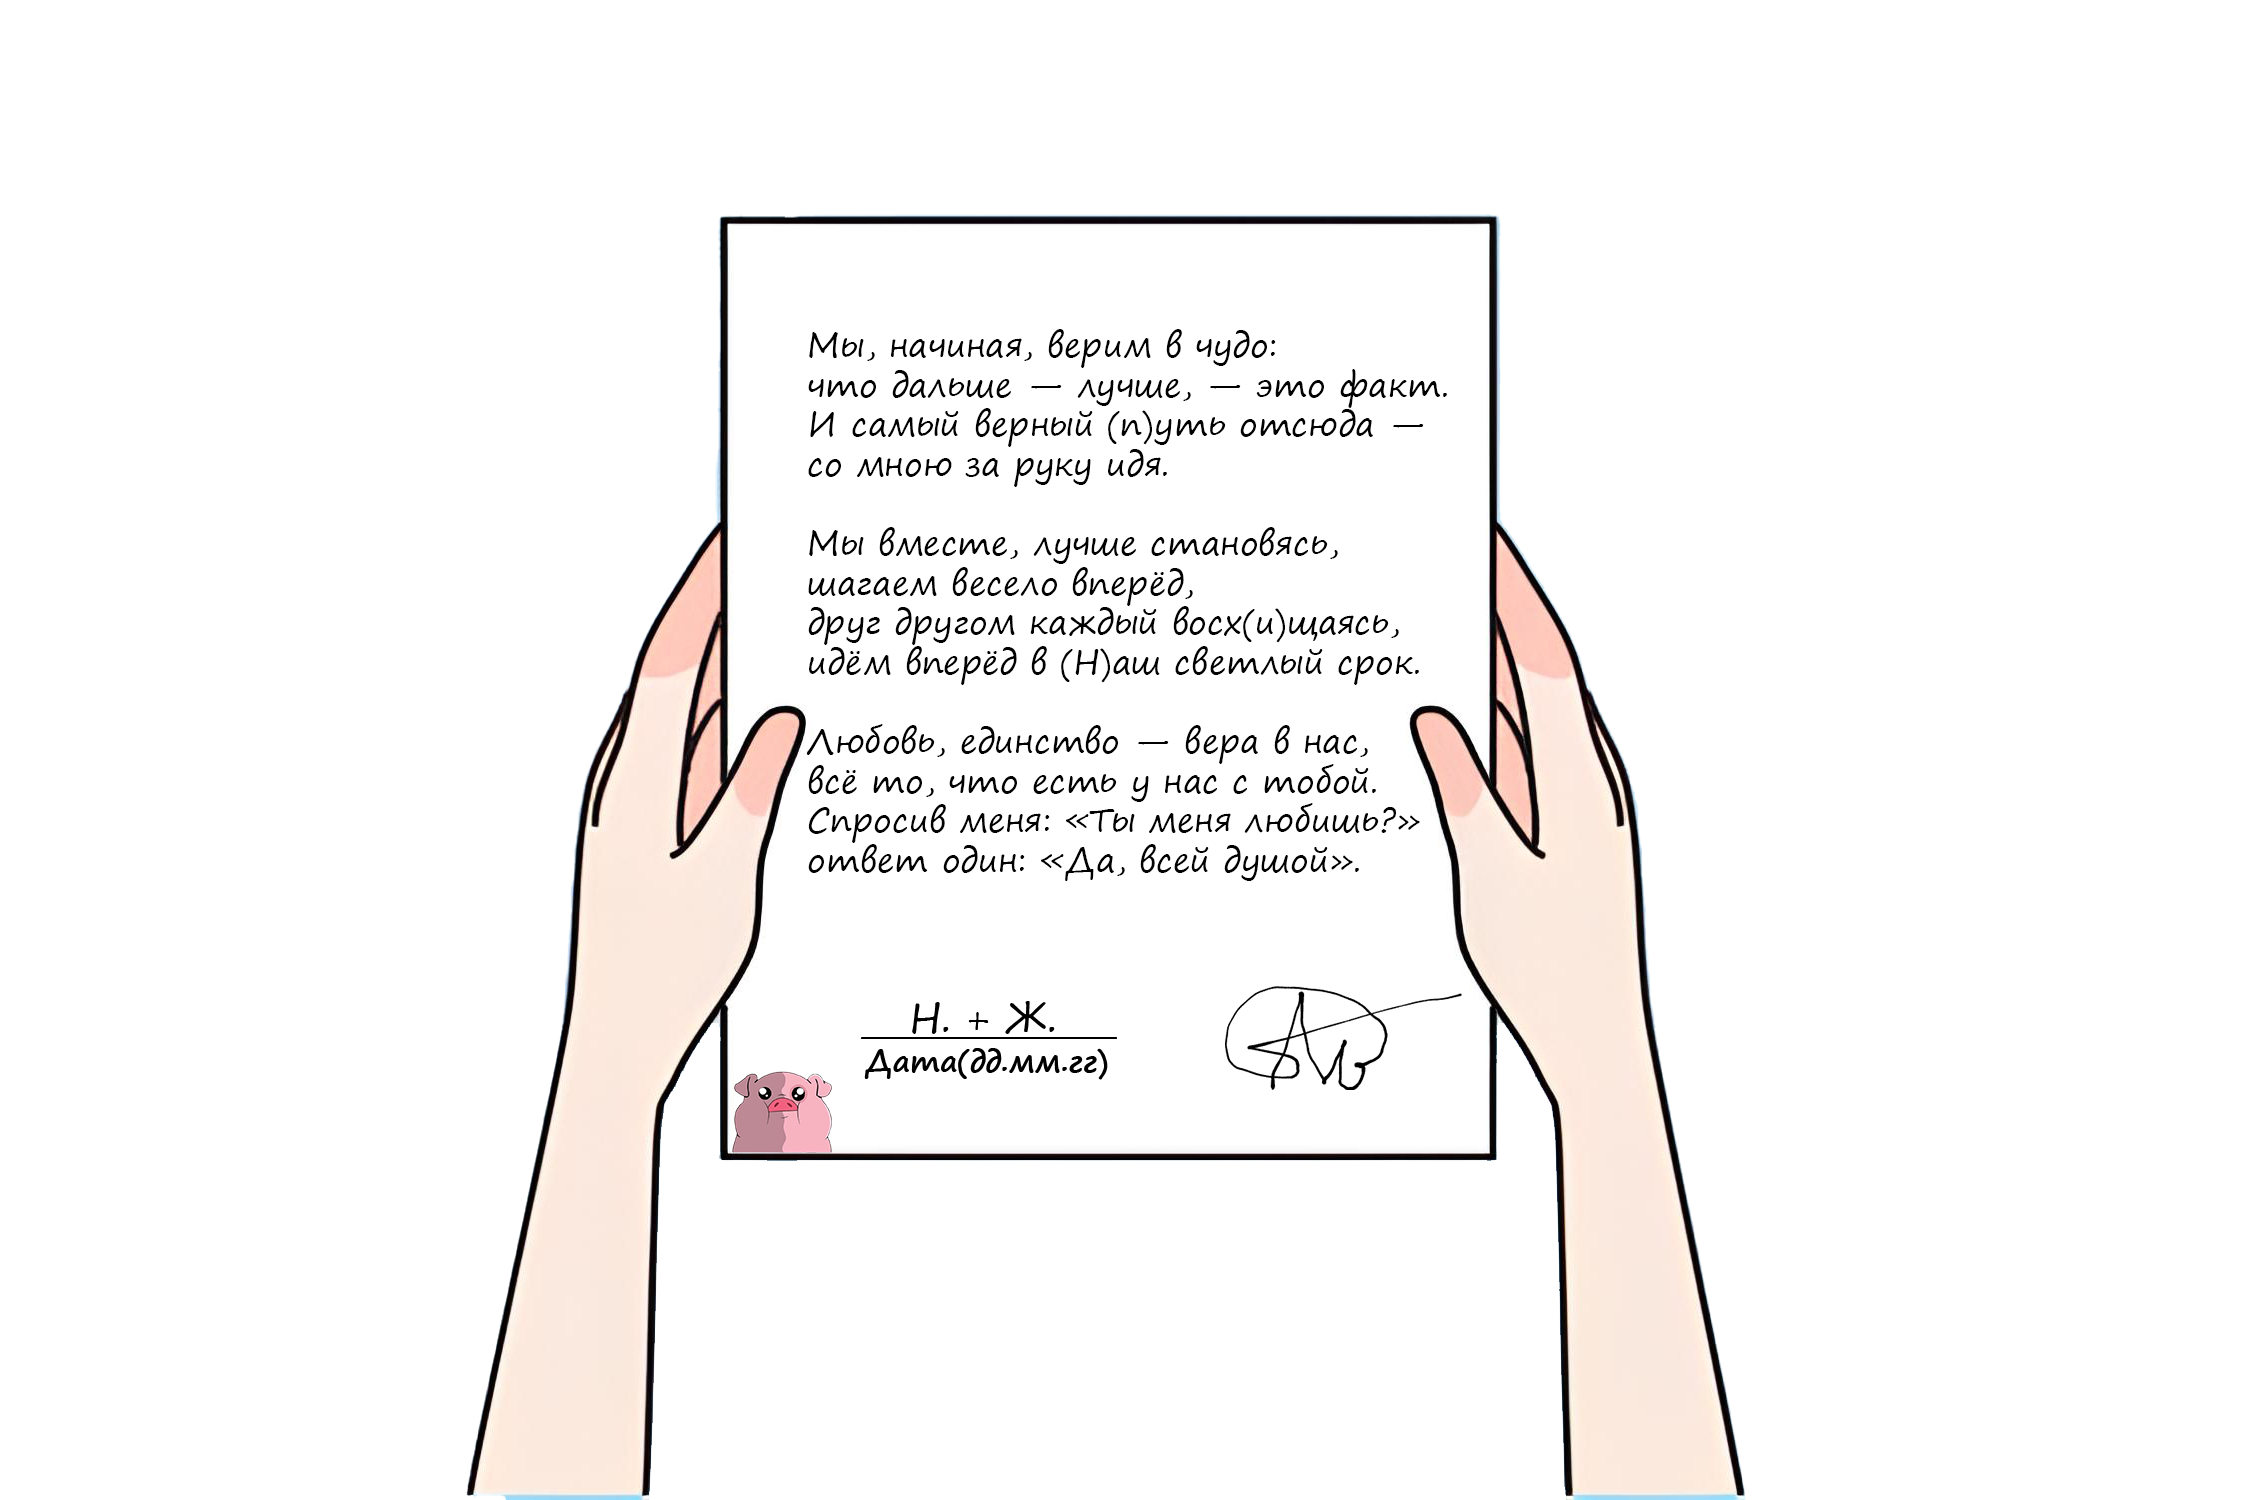 Мы, начиная, верим в чудо:
что дальше — лучше, — это факт.
И самый верный (п)уть отсюда —
со мною за руку идя.
Мы вместе, лучше становясь,
шагаем весело вперёд,
друг другом каждый восх(и)щаясь,
идём вперёд в (Н)аш светлый срок.
Любовь, единство — вера в нас,
всё то, что есть у нас с тобой.
Спросив меня: «Ты меня любишь?»
ответ один: «Да, всей душой».
Н. + Ж.
Дата(дд.мм.гг)